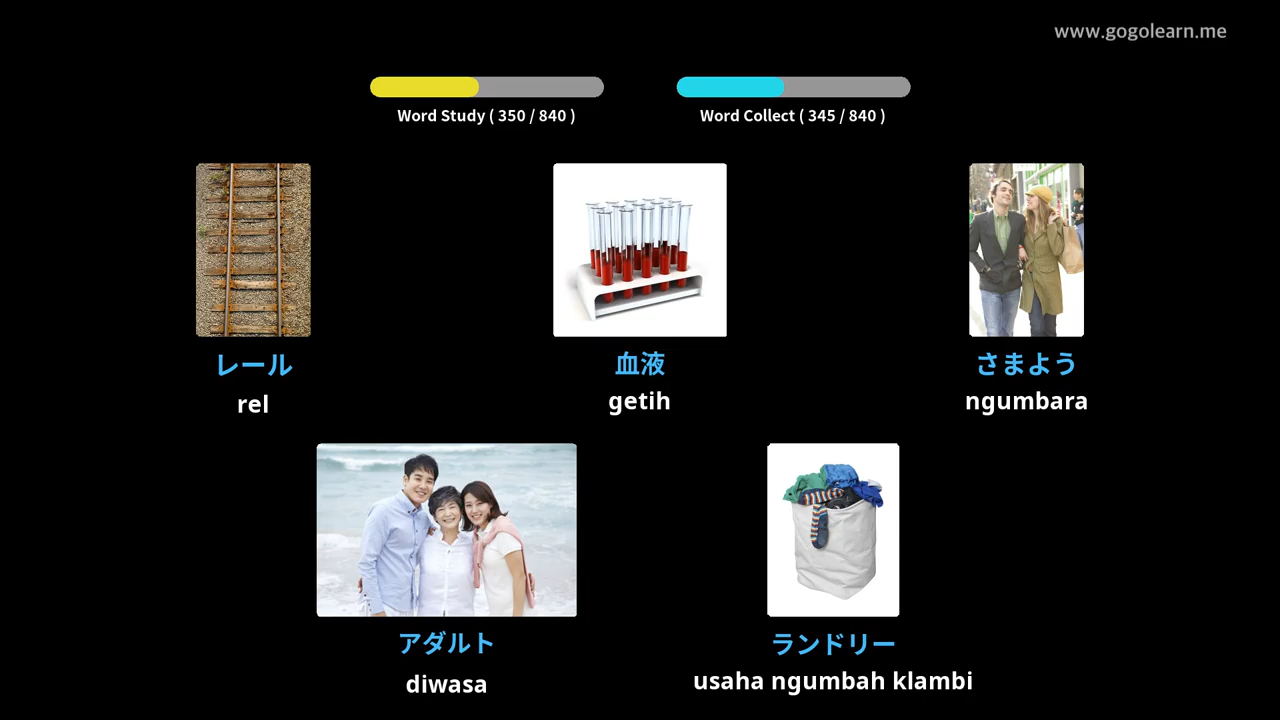 www.gogolearn.me
Word Study ( 350 / 840 )
Word Collect ( 345 / 840 )
レール
rel
血液
getih
さまよう
ngumbara
アダルト
diwasa
ランドリー
usaha ngumbah klambi